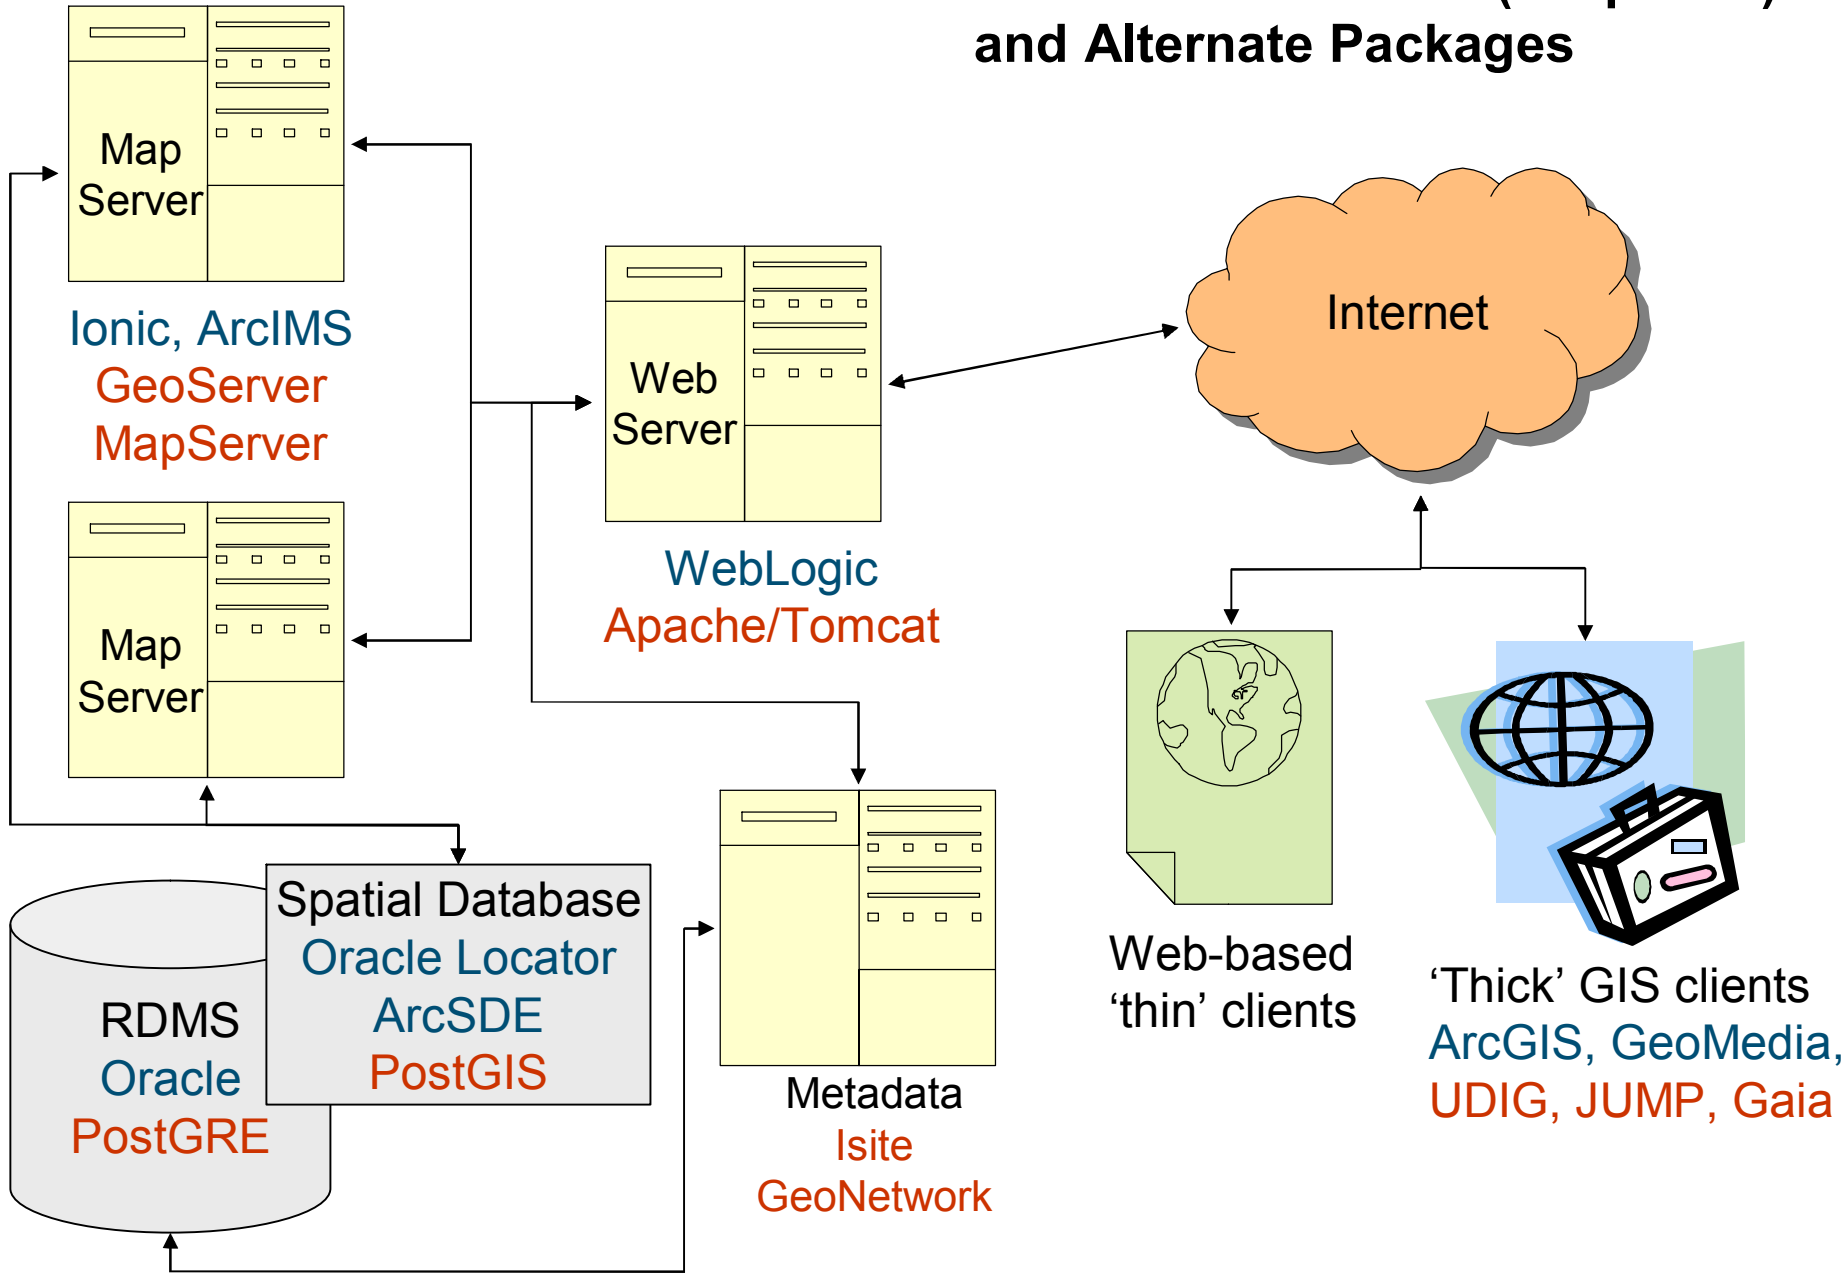 and Alternate Packages
Map
Server
Ionic, ArcIMS
GeoServer
MapServer
Map
Server
Web
Server
WebLogic
Apache/Tomcat
Internet
Spatial Database
Oracle Locator
ArcSDE
PostGIS
RDMS
Oracle
PostGRE
Metadata
Isite
GeoNetwork
Web-based
‘thin’ clients
‘Thick’ GIS clients
ArcGIS, GeoMedia,
UDIG, JUMP, Gaia